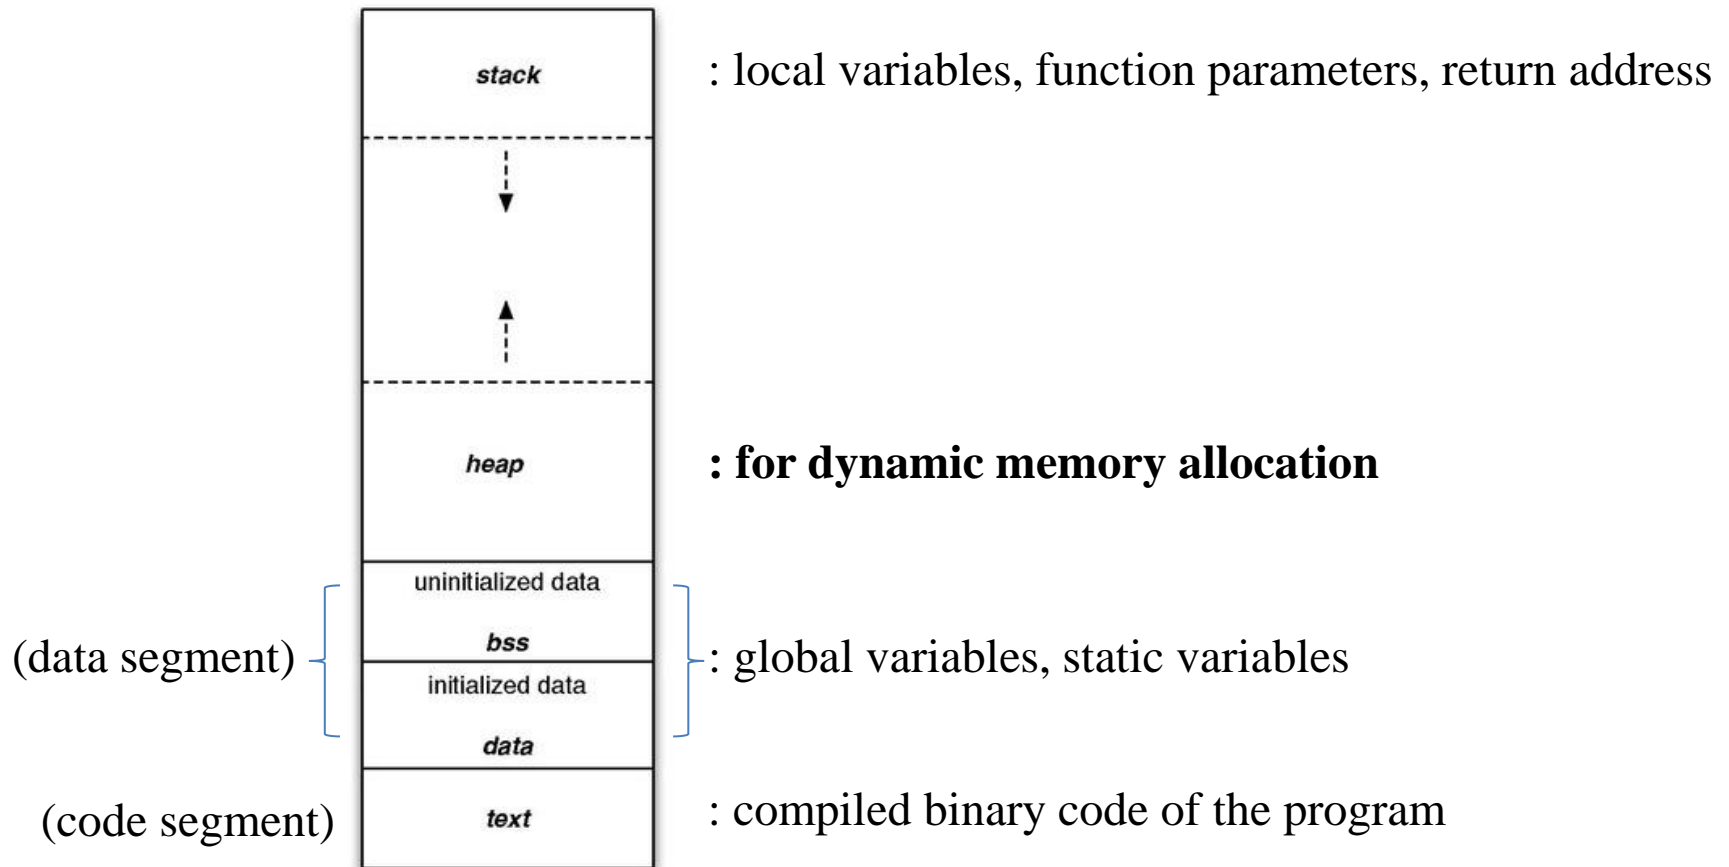 stack
: local variables, function parameters, return address
heap
: for dynamic memory allocation
uninitialized data
bss
(data segment)
: global variables, static variables
initialized data
data
(code segment)
text
: compiled binary code of the program